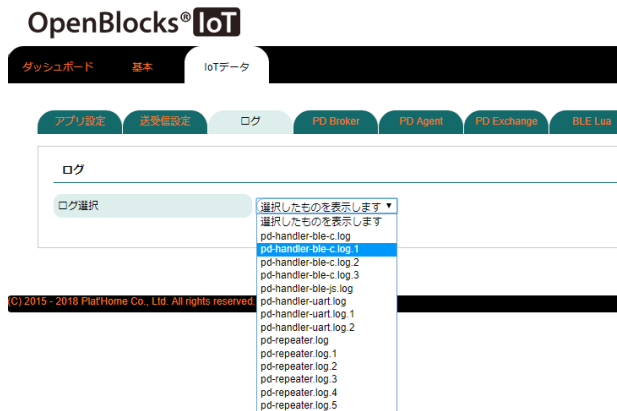 OpenBlocks® IoT
ダッシュボード 基本 IoTデータ
アプリ設定 送受信設定 ログ PD Broker PD Agent PD Exchange BLE Lua
ログ
ログ選択 選択したものを表示します ▼
選択したものを表示します
pd-handler-ble-c.log
pd-handler-ble-c.log.1
pd-handler-ble-c.log.2
pd-handler-ble-c.log.3
pd-handler-ble-js.log
(C) 2015 - 2018 Plat'Home Co., Ltd. All rights reserved.
pd-handler-uart.log
pd-handler-uart.log.1
pd-handler-uart.log.2
pd-repeater.log
pd-repeater.log.1
pd-repeater.log.2
pd-repeater.log.3
pd-repeater.log.4
pd-repeater.log.5